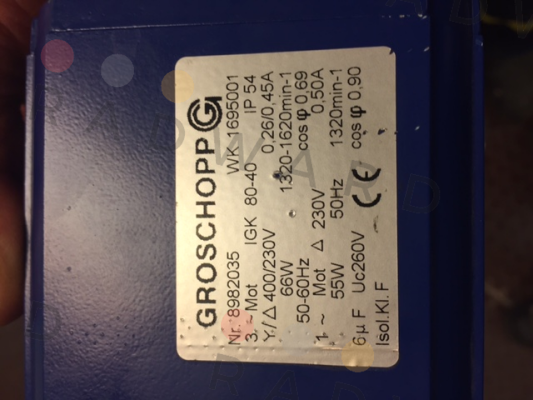 GROSCHOPP G
Nr. 8982035 WK 1695001
3. ~ Mot IGK 80-40 IP 54
Y/△ 400/230V 0,26/0,45A
66W 1320-1620min-1
50-60Hz cos φ 0,69
1. ~ Mot △ 230V 0,50A
55W 50Hz 1320min-1
6µF Uc260V CE cos φ 0,90
Isol.Kl. F